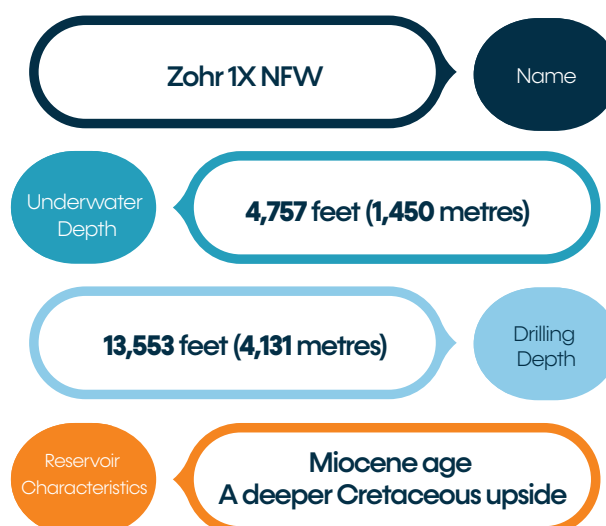 Zohr 1X NFW
Name
Underwater
Depth
4,757 feet (1,450 metres)
13,553 feet (4,131 metres)
Drilling
Depth
Reservoir
Characteristics
Miocene age
A deeper Cretaceous upside